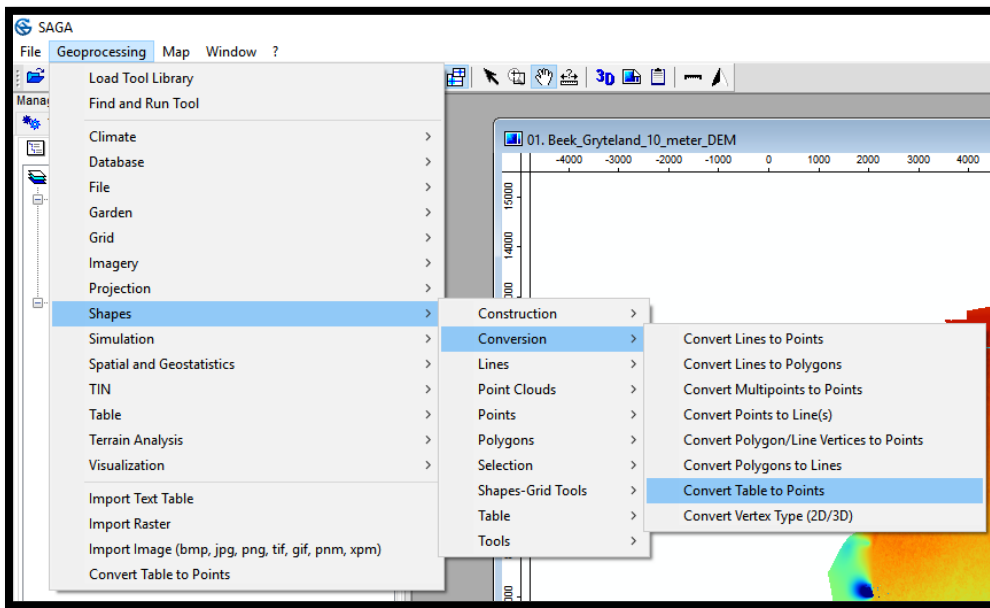 SAGA
File Geoprocessing Map Window ?
3D
Load Tool Library
Find and Run Tool
Climate
Database
File
Garden
Grid
Imagery
Projection
Shapes
Simulation
Spatial and Geostatistics
TIN
Table
Terrain Analysis
Visualization
Import Text Table
Import Raster
Import Image (bmp, jpg, png, tif, gif, pnm, xpm)
Convert Table to Points
Construction
Conversion
Lines
Point Clouds
Points
Polygons
Selection
Shapes-Grid Tools
Table
Tools
Convert Lines to Points
Convert Lines to Polygons
Convert Multipoints to Points
Convert Points to Line(s)
Convert Polygon/Line Vertices to Points
Convert Polygons to Lines
Convert Table to Points
Convert Vertex Type (2D/3D)
01. Beek_Gryteland_10_meter_DEM
-4000 -3000 -2000 -1000 0 1000 2000 3000 4000
15000
14000